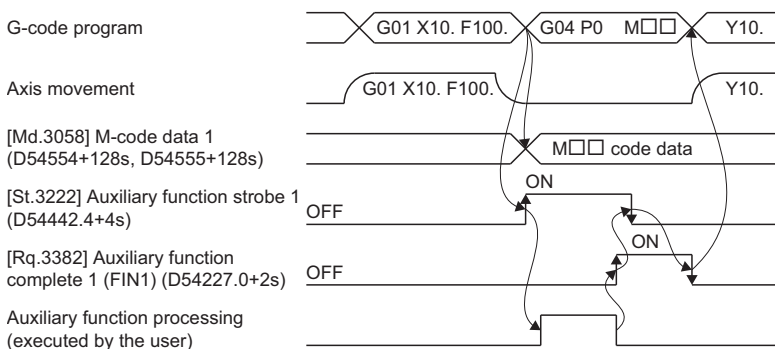 G-code program
G01 X10. F100.
G04 P0 M□□
Y10.
Axis movement
G01 X10. F100.
Y10.
[Md.3058] M-code data 1
(D54554+128s, D54555+128s)
M□□ code data
[St.3222] Auxiliary function strobe 1
(D54442.4+4s)
OFF
ON
[Rq.3382] Auxiliary function
complete 1 (FIN1) (D54227.0+2s)
OFF
ON
Auxiliary function processing
(executed by the user)